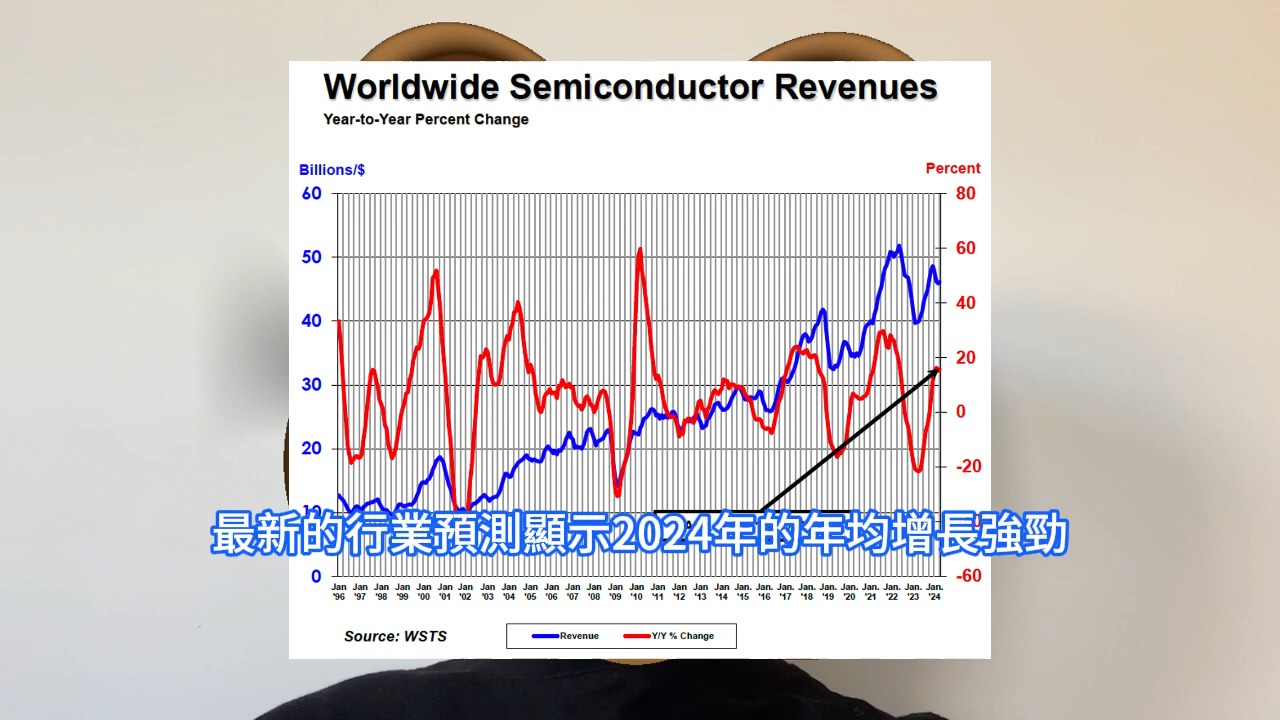 Worldwide Semiconductor Revenues
Year-to-Year Percent Change
Billions/$
Percent
60
80
50
60
40
40
30
20
20
0
10
-20
0
-60
最新的行業預測顯示2024年的年均增長強勁
Jan '96 Jan '97 Jan '98 Jan '99 Jan '00 Jan '01 Jan '02 Jan '03 Jan '04 Jan '05 Jan '06 Jan '07 Jan '08 Jan '09 Jan '10 Jan '11 Jan '12 Jan. '13 Jan. '14 Jan. '15 Jan. '16 Jan. '17 Jan. '18 Jan. '19 Jan. '20 Jan. '21 Jan. '22 Jan. '23 Jan. '24
Source: WSTS
Revenue
Y/Y % Change